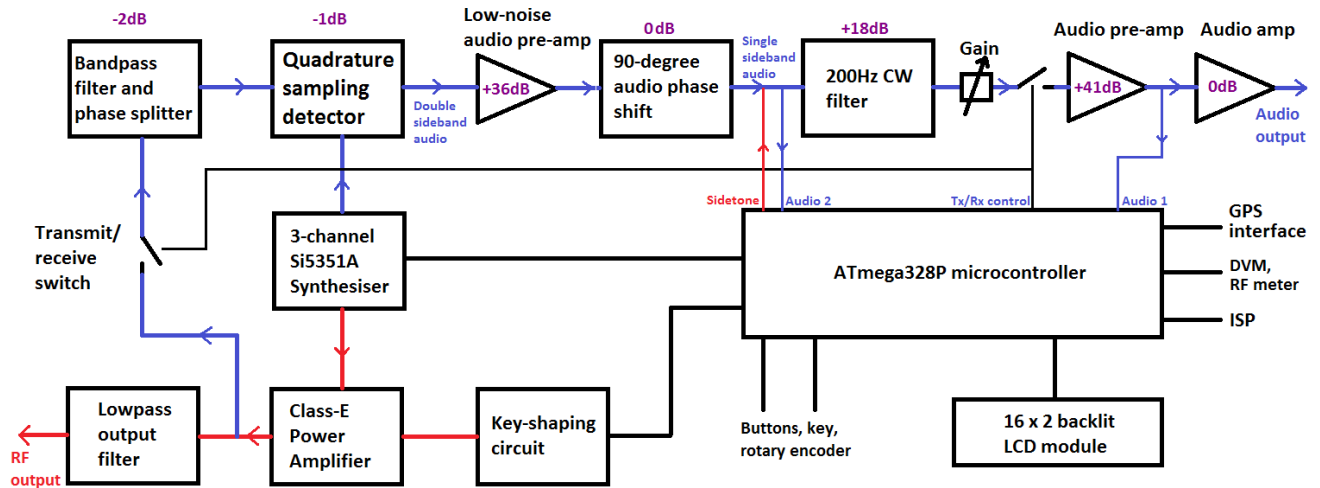 -2dB
-1dB
Low-noise
audio pre-amp
0dB
+18dB
Audio pre-amp
Audio amp
Bandpass
filter and
phase splitter
Quadrature
sampling
detector
Double
sideband
audio
+36dB
90-degree
audio phase
shift
Single
sideband
audio
200Hz CW
filter
Gain
+41dB
0dB
Audio
output
Sidetone
Audio 2
Tx/Rx control
Audio 1
Transmit/
receive
switch
3-channel
Si5351A
Synthesiser
ATmega328P microcontroller
GPS
interface
DVM,
RF meter
ISP
Lowpass
output
filter
Class-E
Power
Amplifier
Key-shaping
circuit
Buttons, key,
rotary encoder
16 x 2 backlit
LCD module
RF
output